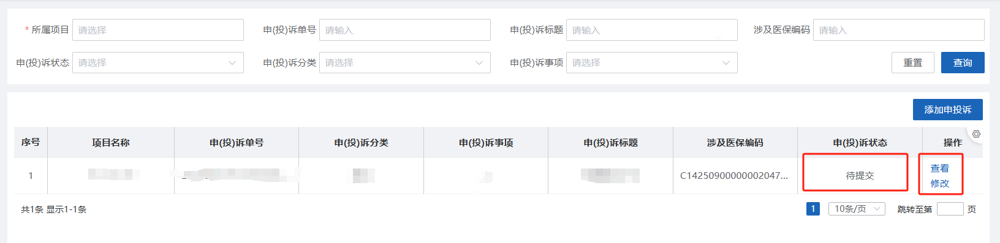 * 所属项目 请选择 申(投)诉单号 请输入 申(投)诉标题 请输入 涉及医保编码 请输入
申(投)诉状态 请选择 申(投)诉分类 请选择 申(投)诉事项 请选择 重置 查询
添加申投诉
序号 项目名称 申(投)诉单号 申(投)诉分类 申(投)诉事项 申(投)诉标题 涉及医保编码 申(投)诉状态 操作
1 C14250900000002047... 待提交 查看
修改
共1条 显示1-1条 1 10条/页 跳转至第 页